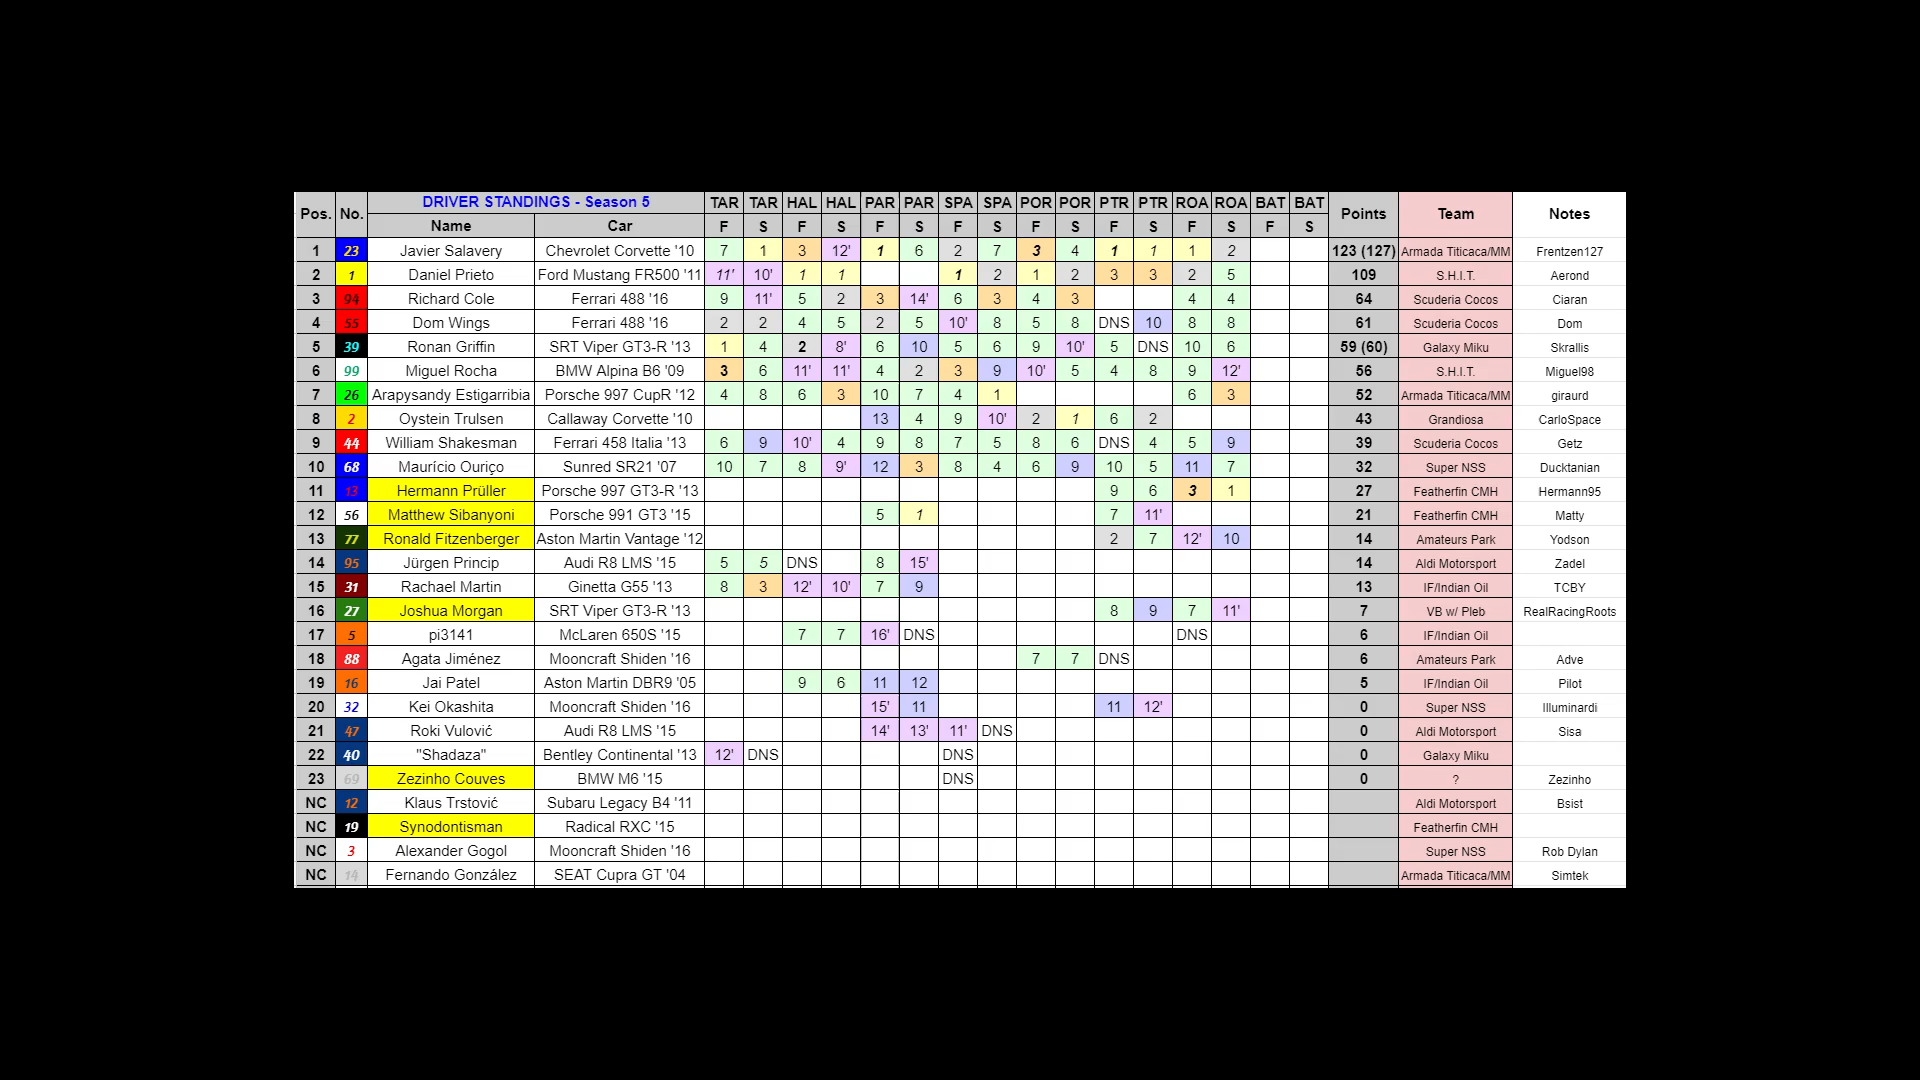 Pos. No. DRIVER STANDINGS - Season 5 TAR TAR HAL HAL PAR PAR SPA SPA POR POR PTR PTR ROA ROA BAT BAT Points Team Notes
Name Car F S F S F S F S F S F S F S F S
1 23 Javier Salavery Chevrolet Corvette '10 7 1 3 12' 1 6 2 7 3 4 1 1 1 2 123 (127) Armada Titicaca/MM Frentzen127
2 1 Daniel Prieto Ford Mustang FR500 '11 11' 10' 1 1 1 2 1 2 3 3 2 5 109 S.H.I.T. Aerond
3 94 Richard Cole Ferrari 488 '16 9 11' 5 2 3 14' 6 3 4 3 4 4 64 Scuderia Cocos Ciaran
4 55 Dom Wings Ferrari 488 '16 2 2 4 5 2 5 10' 8 5 8 DNS 10 8 8 61 Scuderia Cocos Dom
5 39 Ronan Griffin SRT Viper GT3-R '13 1 4 2 8' 6 10 5 6 9 10' 5 DNS 10 6 59 (60) Galaxy Miku Skrallis
6 99 Miguel Rocha BMW Alpina B6 '09 3 6 11' 11' 4 2 3 9 10' 5 4 8 9 12' 56 S.H.I.T. Miguel98
7 26 Arapysandy Estigarribia Porsche 997 CupR '12 4 8 6 3 10 7 4 1 6 3 52 Armada Titicaca/MM giraurd
8 2 Oystein Trulsen Callaway Corvette '10 13 4 9 10' 2 1 6 2 43 Grandiosa CarloSpace
9 44 William Shakesman Ferrari 458 Italia '13 6 9 10' 4 9 8 7 5 8 6 DNS 4 5 9 39 Scuderia Cocos Getz
10 68 Maurício Ouriço Sunred SR21 '07 10 7 8 9' 12 3 8 4 6 9 10 5 11 7 32 Super NSS Ducktanian
11 13 Hermann Prüller Porsche 997 GT3-R '13 9 6 3 1 27 Featherfin CMH Hermann95
12 56 Matthew Sibanyoni Porsche 991 GT3 '15 5 1 7 11' 21 Featherfin CMH Matty
13 77 Ronald Fitzenberger Aston Martin Vantage '12 2 7 12' 10 14 Amateurs Park Yodson
14 95 Jürgen Princip Audi R8 LMS '15 5 5 DNS 8 15' 14 Aldi Motorsport Zadel
15 31 Rachael Martin Ginetta G55 '13 8 3 12' 10' 7 9 13 IF/Indian Oil TCBY
16 27 Joshua Morgan SRT Viper GT3-R '13 8 9 7 11' 7 VB w/ Pleb RealRacingRoots
17 5 pi3141 McLaren 650S '15 7 7 16' DNS DNS 6 IF/Indian Oil
18 88 Agata Jiménez Mooncraft Shiden '16 7 7 DNS 6 Amateurs Park Adve
19 16 Jai Patel Aston Martin DBR9 '05 9 6 11 12 5 IF/Indian Oil Pilot
20 32 Kei Okashita Mooncraft Shiden '16 15' 11 11 12' 0 Super NSS Illuminardi
21 47 Roki Vulović Audi R8 LMS '15 14' 13' 11' DNS 0 Aldi Motorsport Sisa
22 40 "Shadaza" Bentley Continental '13 12' DNS DNS 0 Galaxy Miku
23 69 Zezinho Couves BMW M6 '15 DNS 0 ? Zezinho
NC 12 Klaus Trstović Subaru Legacy B4 '11 Aldi Motorsport Bsist
NC 19 Synodontisman Radical RXC '15 Featherfin CMH
NC 3 Alexander Gogol Mooncraft Shiden '16 Super NSS Rob Dylan
NC 14 Fernando González SEAT Cupra GT '04 Armada Titicaca/MM Simtek